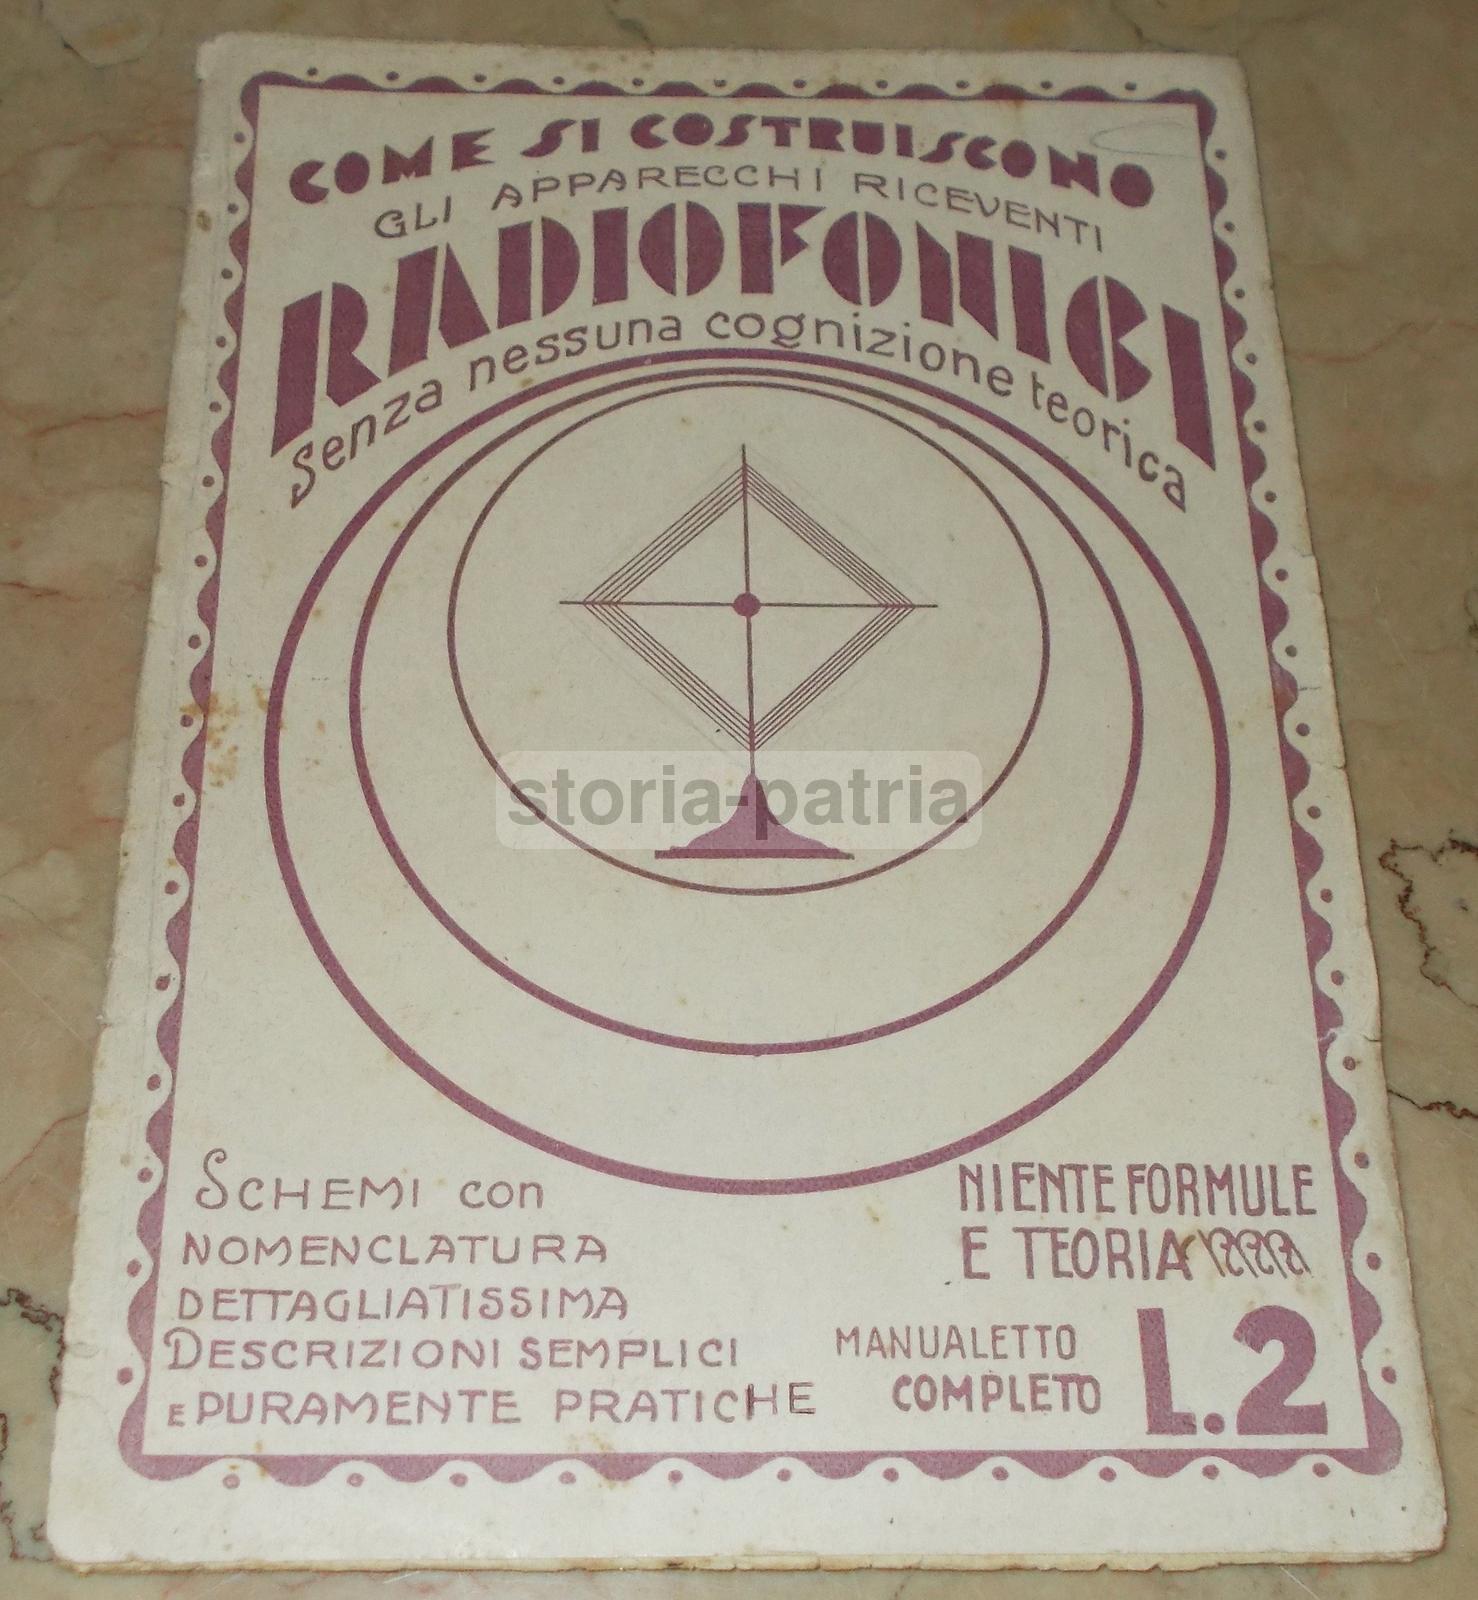 COME SI COSTRUISCONO
GLI APPARECCHI RICEVENTI
RADIOFONICI
Senza nessuna cognizione teorica
storia-patria
SCHEMI con
NOMENCLATURA
DETTAGLIATISSIMA
DESCRIZIONI SEMPLICI
E PURAMENTE PRATICHE
NIENTE FORMULE
E TEORIA
MANUALETTO
COMPLETO
L.2